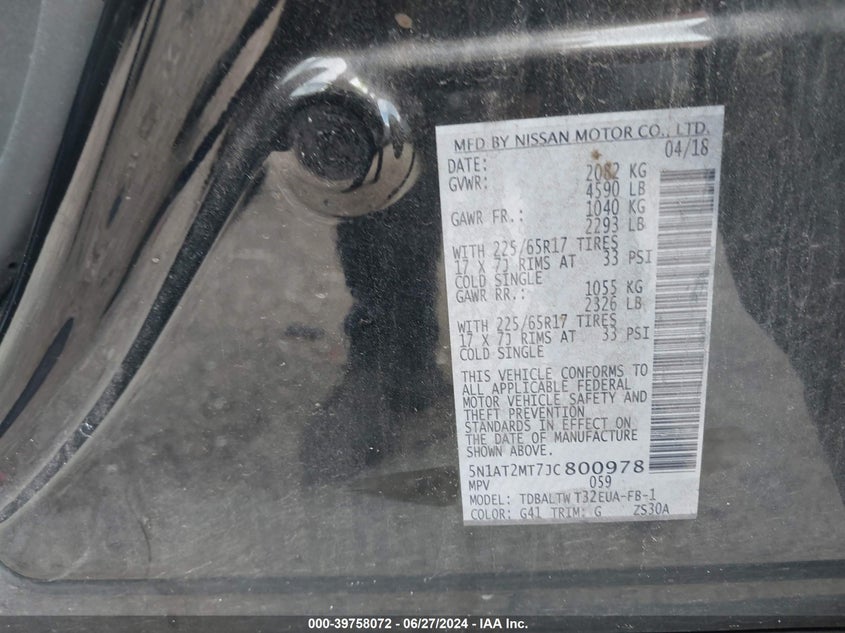 MFD BY NISSAN MOTOR CO., LTD.
DATE: 04/18
GVWR: 2082 KG
4590 LB
GAWR FR.: 1040 KG
2293 LB
WITH 225/65R17 TIRES
17 X 7J RIMS AT 33 PSI
COLD SINGLE
GAWR RR.: 1055 KG
2326 LB
WITH 225/65R17 TIRES
17 X 7J RIMS AT 33 PSI
COLD SINGLE
THIS VEHICLE CONFORMS TO
ALL APPLICABLE FEDERAL
MOTOR VEHICLE SAFETY AND
THEFT PREVENTION
STANDARDS IN EFFECT ON
THE DATE OF MANUFACTURE
SHOWN ABOVE.
5N1AT2MT7JC800978
MPV 059
MODEL: TDBALTW T32EUA-FB-1
COLOR: G41 TRIM: G ZS30A
000-39758072 - 06/27/2024 - IAA Inc.